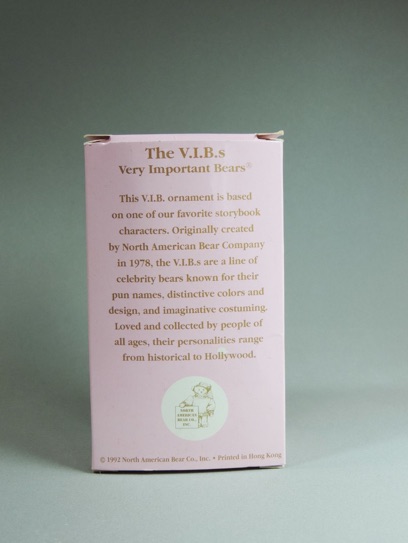 The V.I.B.s
Very Important Bears®
This V.I.B. ornament is based
on one of our favorite storybook
characters. Originally created
by North American Bear Company
in 1978, the V.I.B.s are a line of
celebrity bears known for their
pun names, distinctive colors and
design, and imaginative costuming.
Loved and collected by people of
all ages, their personalities range
from historical to Hollywood.
NORTH
AMERICAN
BEAR CO.,
INC.
© 1992 North American Bear Co., Inc. • Printed in Hong Kong